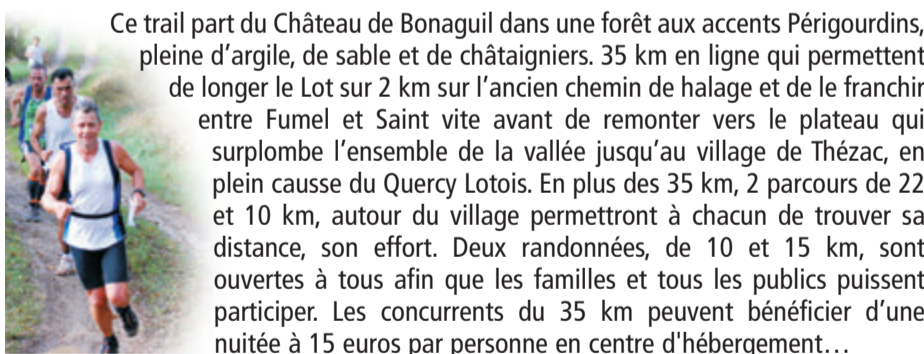 Ce trail part du Château de Bonaguil dans une forêt aux accents Périgourdins,
pleine d’argile, de sable et de châtaigniers. 35 km en ligne qui permettent
de longer le Lot sur 2 km sur l’ancien chemin de halage et de le franchir
entre Fumel et Saint vite avant de remonter vers le plateau qui
surplombe l’ensemble de la vallée jusqu’au village de Thézac, en
plein causse du Quercy Lotois. En plus des 35 km, 2 parcours de 22
et 10 km, autour du village permettront à chacun de trouver sa
distance, son effort. Deux randonnées, de 10 et 15 km, sont
ouvertes à tous afin que les familles et tous les publics puissent
participer. Les concurrents du 35 km peuvent bénéficier d’une
nuitée à 15 euros par personne en centre d'hébergement…